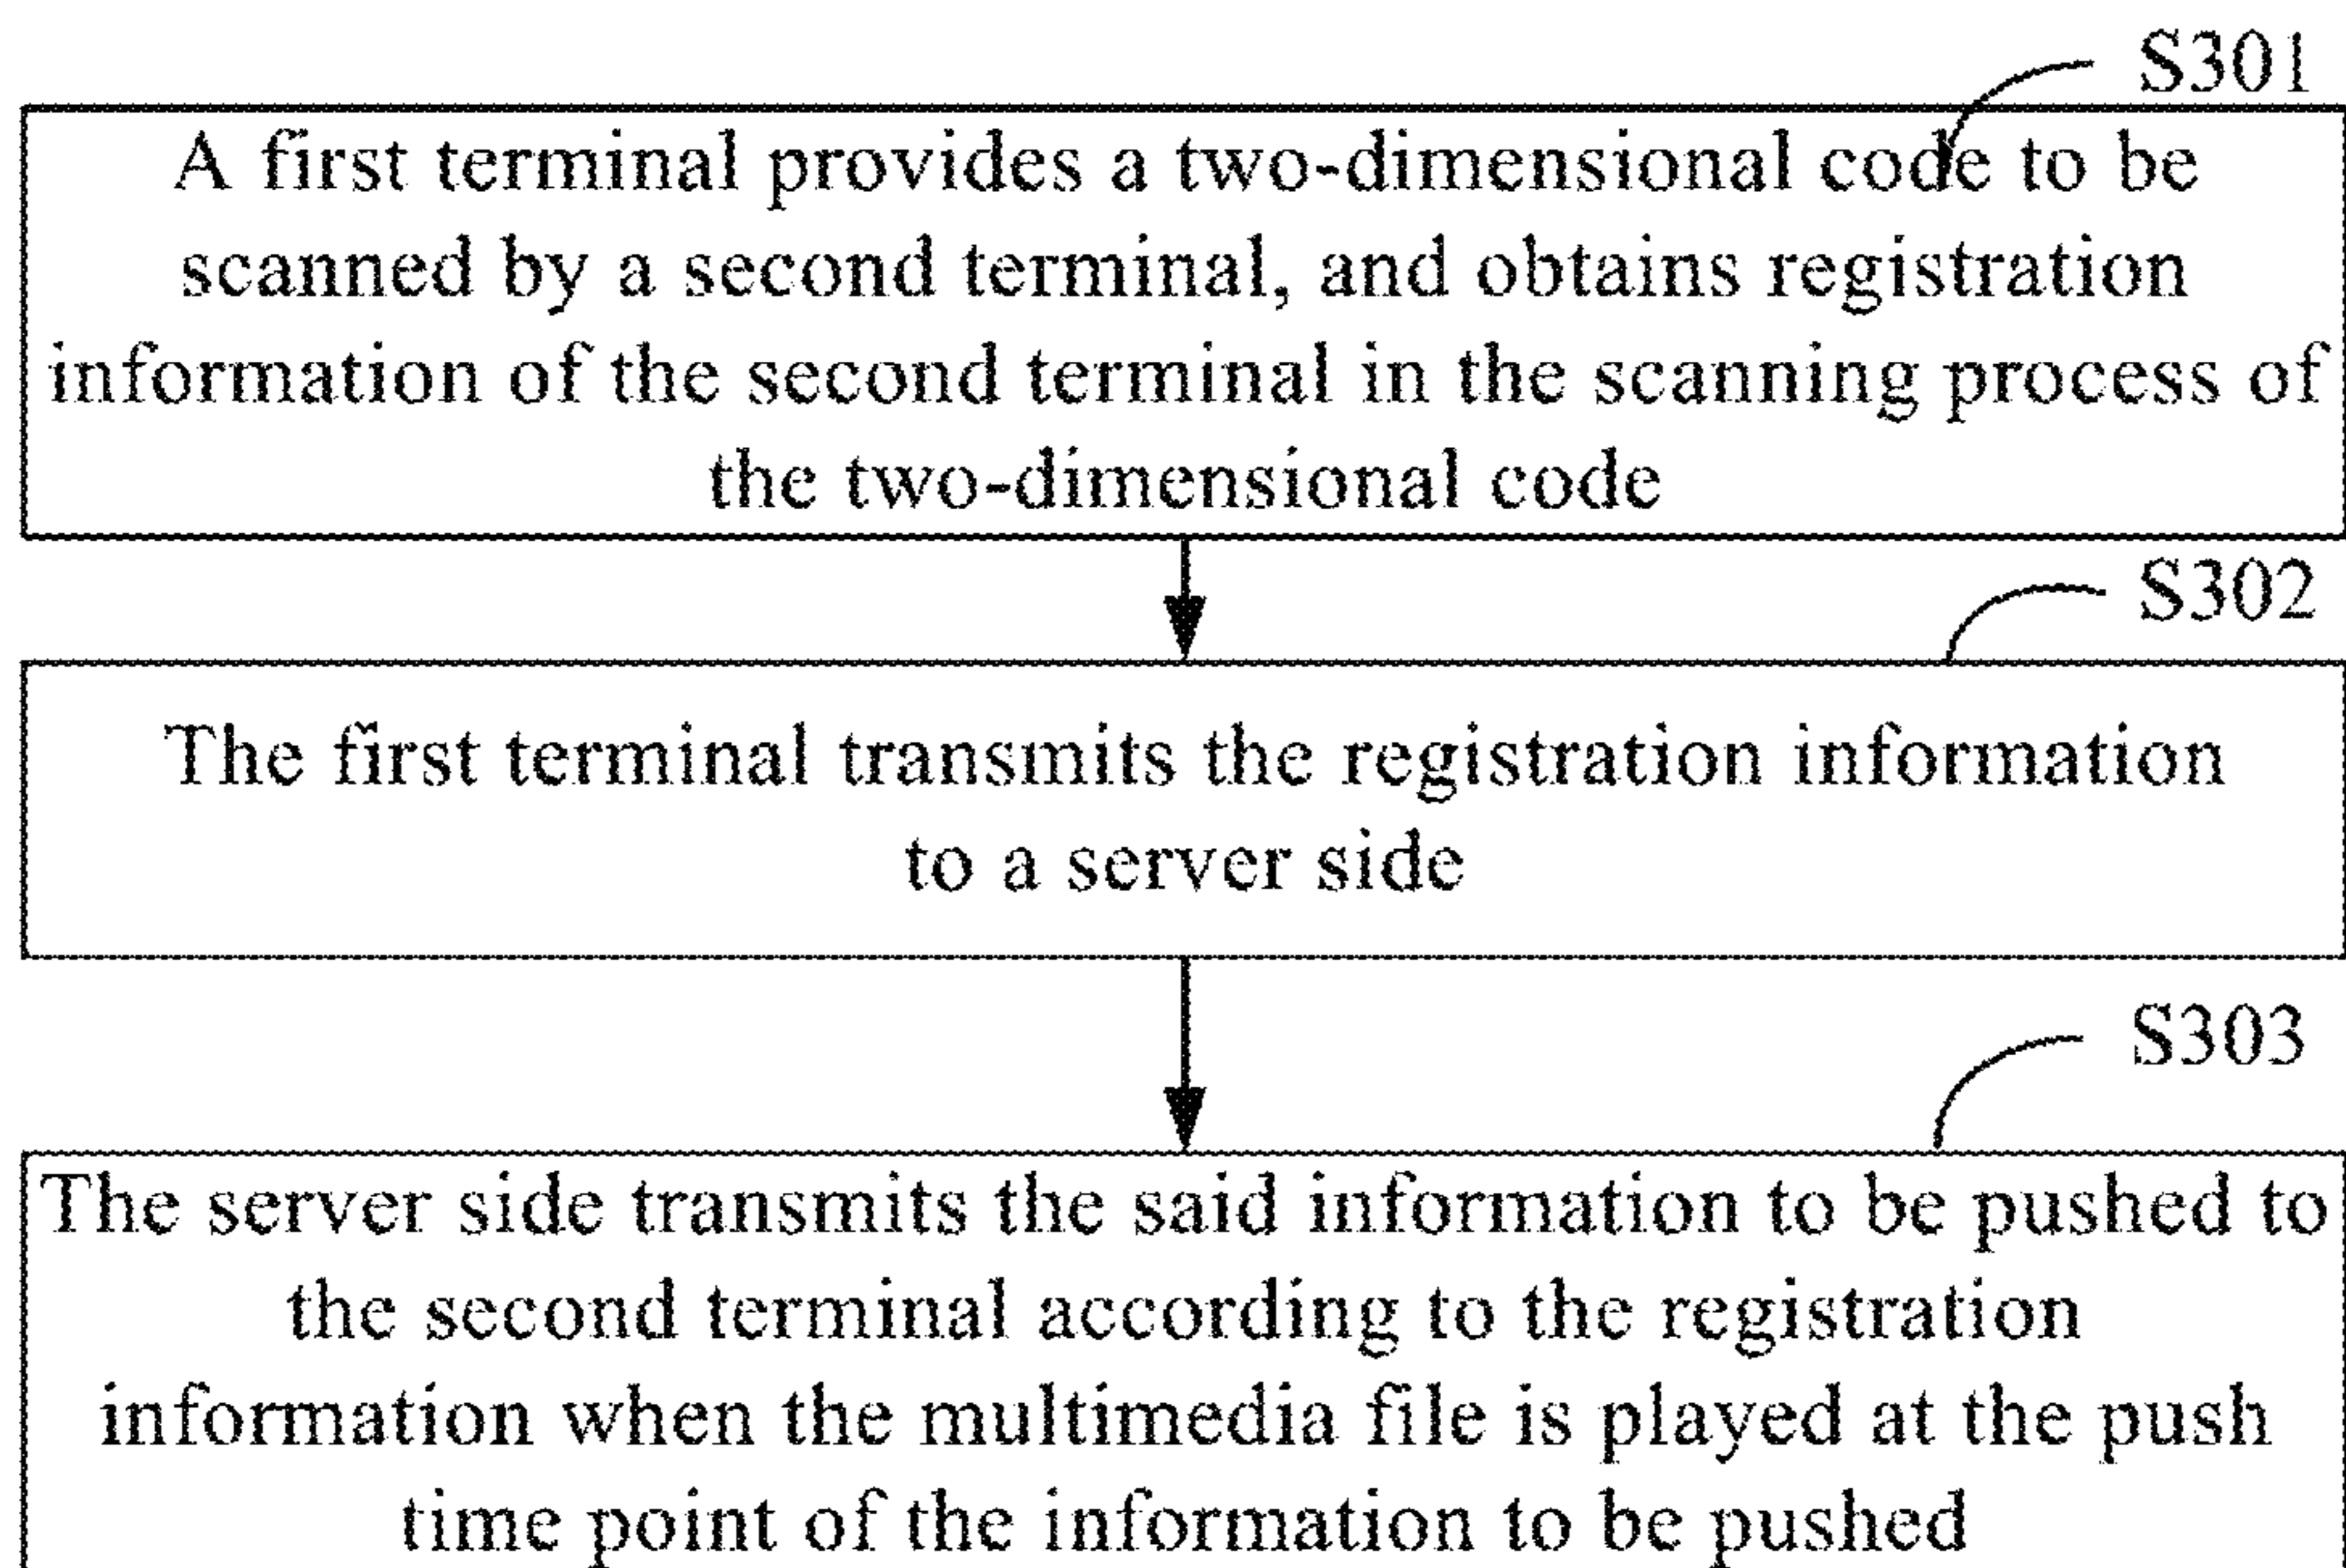 S301
A first terminal provides a two-dimensional code to be
scanned by a second terminal, and obtains registration
information of the second terminal in the scanning process of
the two-dimensional code
S302
The first terminal transmits the registration information
to a server side
S303
The server side transmits the said information to be pushed to
the second terminal according to the registration
information when the multimedia file is played at the push
time point of the information to be pushed